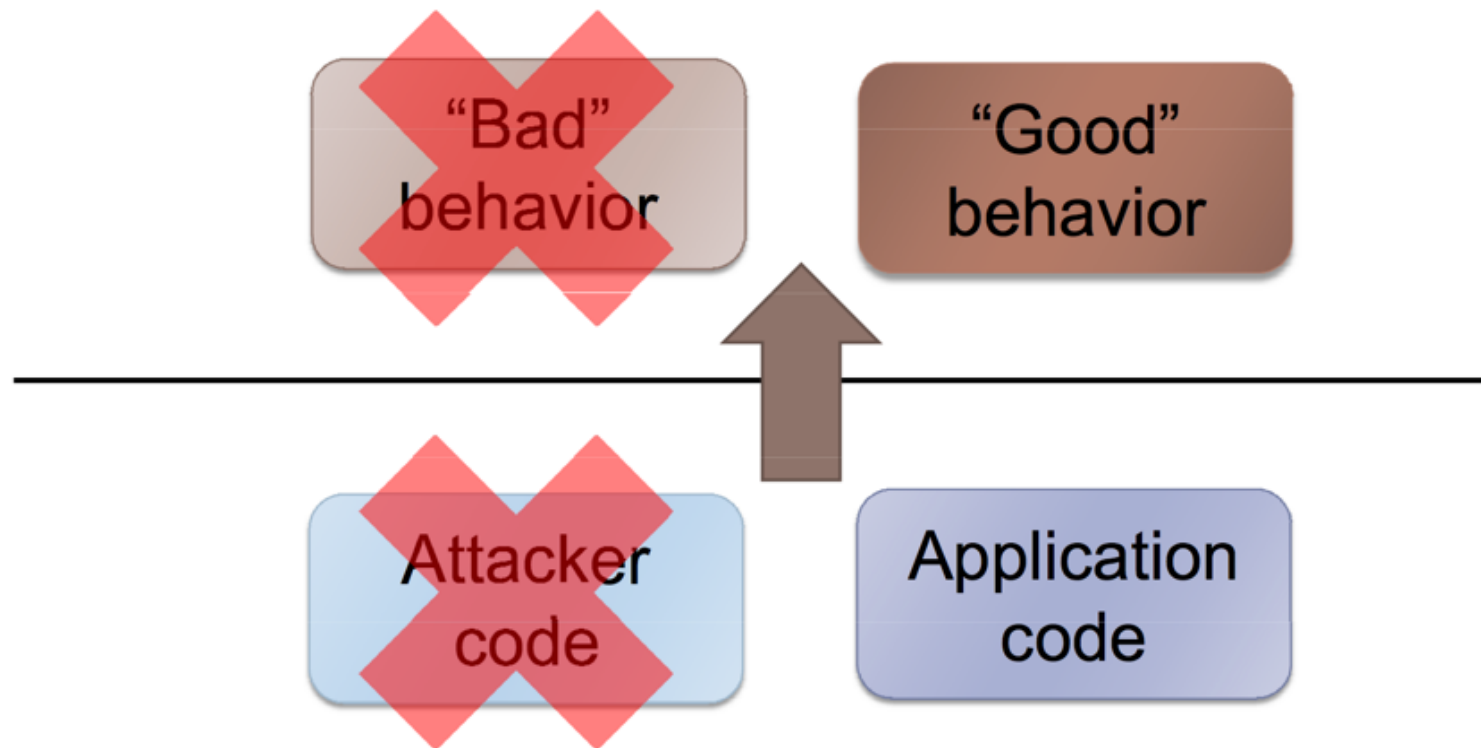 “Bad”
behavior
“Good”
behavior
Attacker
code
Application
code